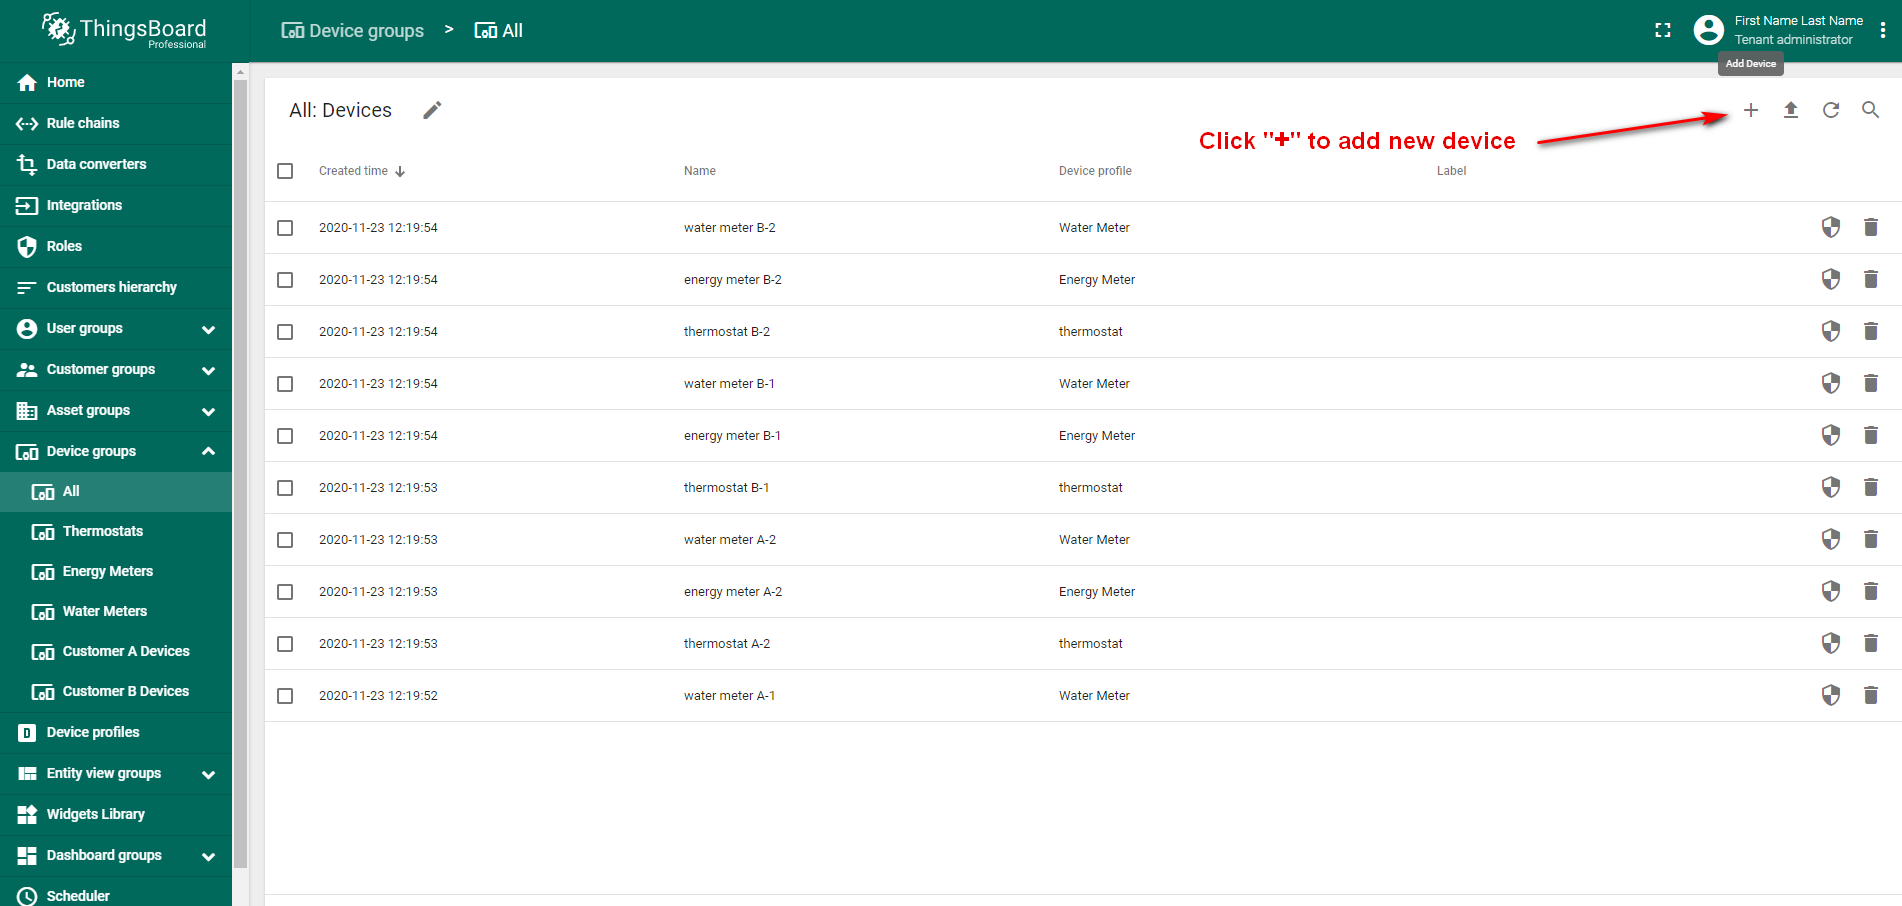 ThingsBoard
Professional
Device groups > All
First Name Last Name
Tenant administrator
Add Device
Home
Rule chains
Data converters
Integrations
Roles
Customers hierarchy
User groups
Customer groups
Asset groups
Device groups
All
Thermostats
Energy Meters
Water Meters
Customer A Devices
Customer B Devices
D Device profiles
Entity view groups
Widgets Library
Dashboard groups
Scheduler
All: Devices
Click "+" to add new device
Created time Name Device profile Label
2020-11-23 12:19:54 water meter B-2 Water Meter
2020-11-23 12:19:54 energy meter B-2 Energy Meter
2020-11-23 12:19:54 thermostat B-2 thermostat
2020-11-23 12:19:54 water meter B-1 Water Meter
2020-11-23 12:19:54 energy meter B-1 Energy Meter
2020-11-23 12:19:53 thermostat B-1 thermostat
2020-11-23 12:19:53 water meter A-2 Water Meter
2020-11-23 12:19:53 energy meter A-2 Energy Meter
2020-11-23 12:19:53 thermostat A-2 thermostat
2020-11-23 12:19:52 water meter A-1 Water Meter